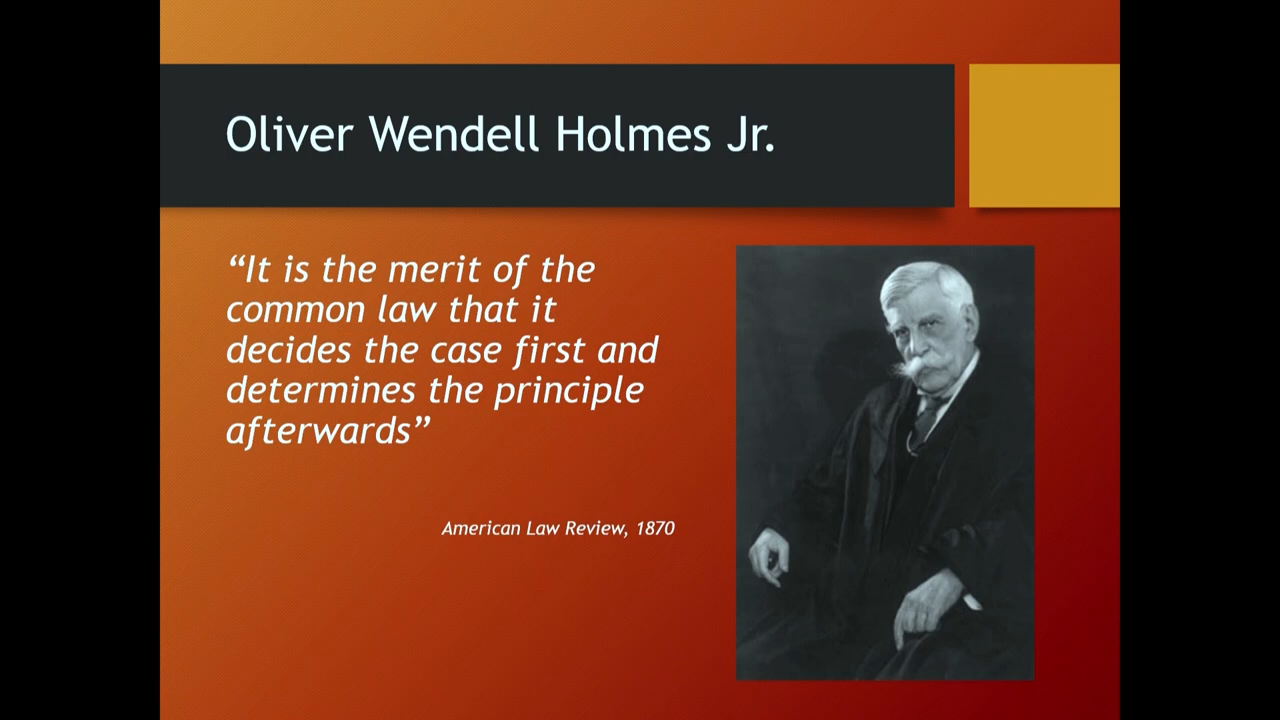 Oliver Wendell Holmes Jr.
“It is the merit of the
common law that it
decides the case first and
determines the principle
afterwards”
American Law Review, 1870